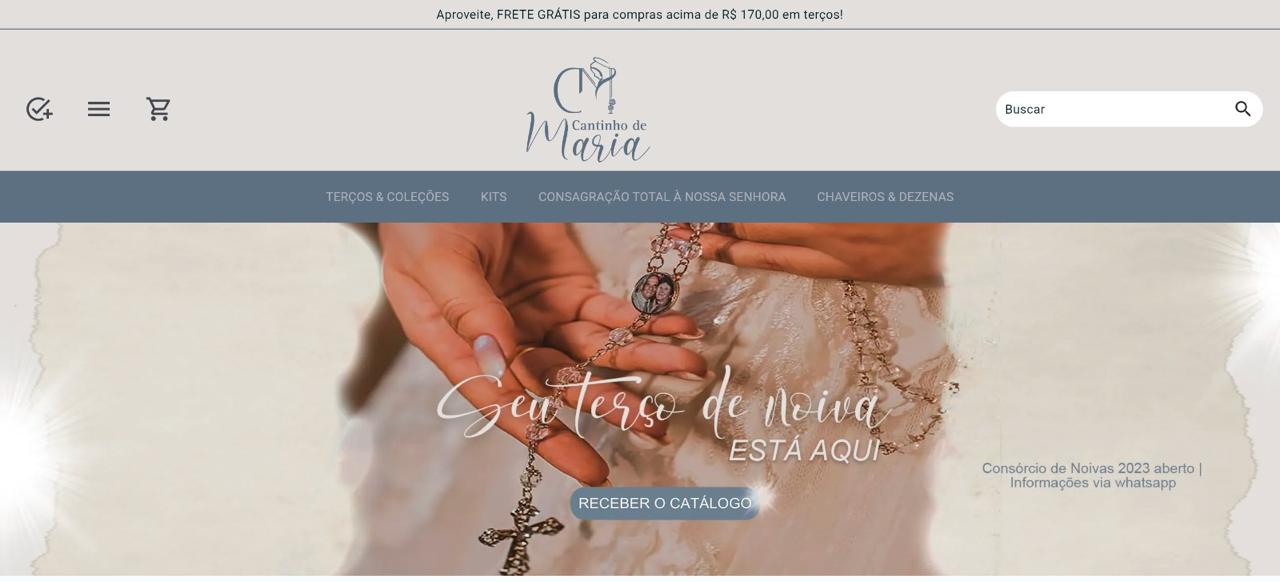 Aproveite, FRETE GRÁTIS para compras acima de R$ 170,00 em terços!
CM
Cantinho de
Maria
Buscar
TERÇOS & COLEÇÕES KITS CONSAGRAÇÃO TOTAL À NOSSA SENHORA CHAVEIROS & DEZENAS
Seu terço de noiva
ESTÁ AQUI
Consórcio de Noivas 2023 aberto |
Informações via whatsapp
RECEBER O CATÁLOGO